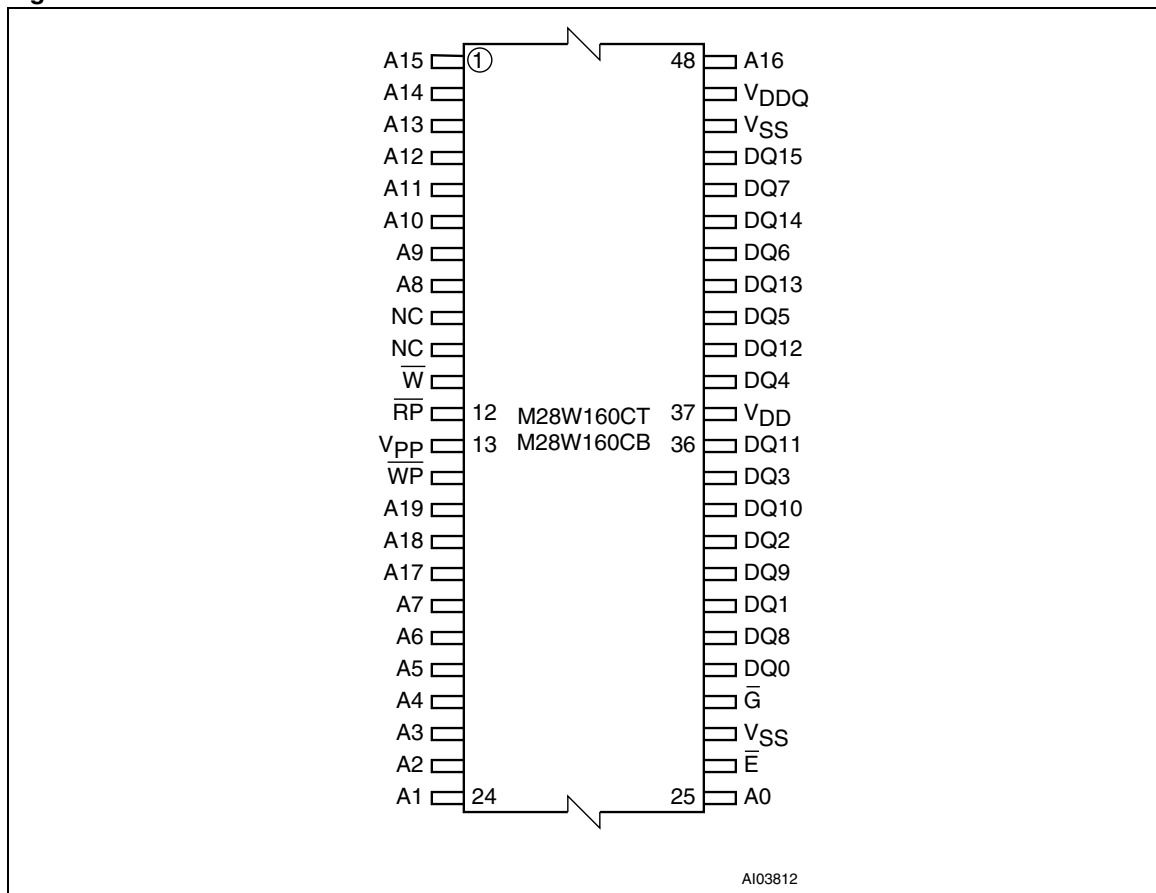 A15 ① 48 A16
A14 VDDQ
A13 VSS
A12 DQ15
A11 DQ7
A10 DQ14
A9 DQ6
A8 DQ13
NC DQ5
NC DQ12
W̅ DQ4
R̅P̅ 12 M28W160CT 37 VDD
VPP 13 M28W160CB 36 DQ11
W̅P̅ DQ3
A19 DQ10
A18 DQ2
A17 DQ9
A7 DQ1
A6 DQ8
A5 DQ0
A4 G̅
A3 VSS
A2 E̅
A1 24 25 A0
AI03812